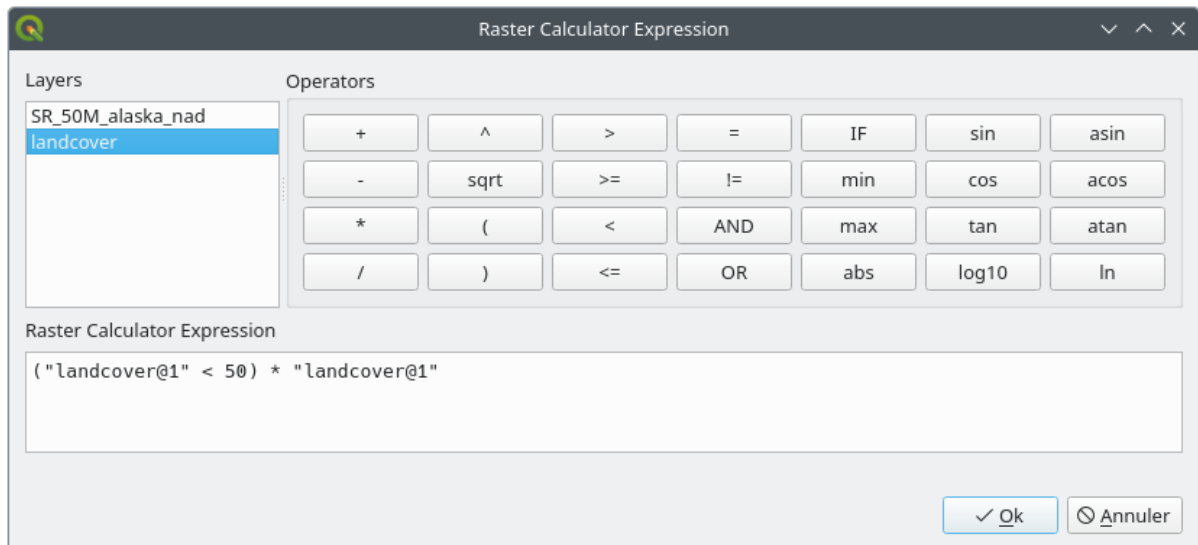 Raster Calculator Expression
Layers
Operators
SR_50M_alaska_nad
landcover
+ ^ > = IF sin asin
- sqrt >= != min cos acos
* ( < AND max tan atan
/ ) <= OR abs log10 ln
Raster Calculator Expression
("landcover@1" < 50) * "landcover@1"
Ok Annuler